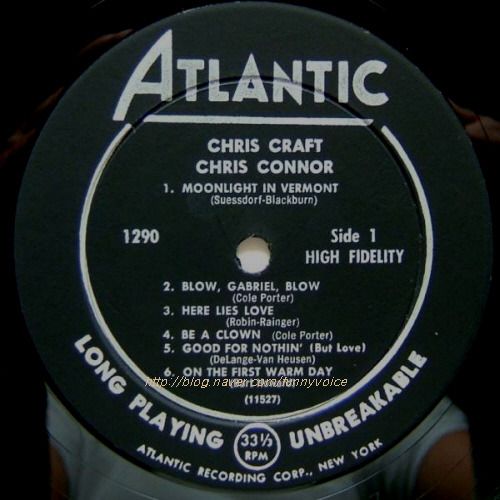 ATLANTIC
CHRIS CRAFT
CHRIS CONNOR
1. MOONLIGHT IN VERMONT
(Suessdorf-Blackburn)
1290
Side 1
HIGH FIDELITY
2. BLOW, GABRIEL, BLOW
(Cole Porter)
3. HERE LIES LOVE
(Robin-Rainger)
4. BE A CLOWN (Cole Porter)
5. GOOD FOR NOTHIN' (But Love)
(DeLange-Van Heusen)
6. ON THE FIRST WARM DAY
http://blog.naver.com/funnyvoice
(11527)
LONG PLAYING 33⅓ RPM UNBREAKABLE
ATLANTIC RECORDING CORP., NEW YORK